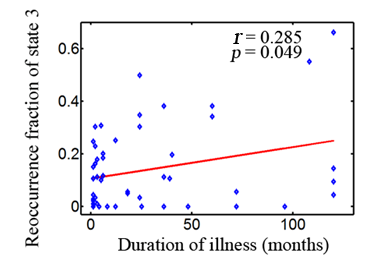 Reoccurrence fraction of state 3
r = 0.285
p = 0.049
0.6
0.4
0.2
0
0 50 100
Duration of illness (months)